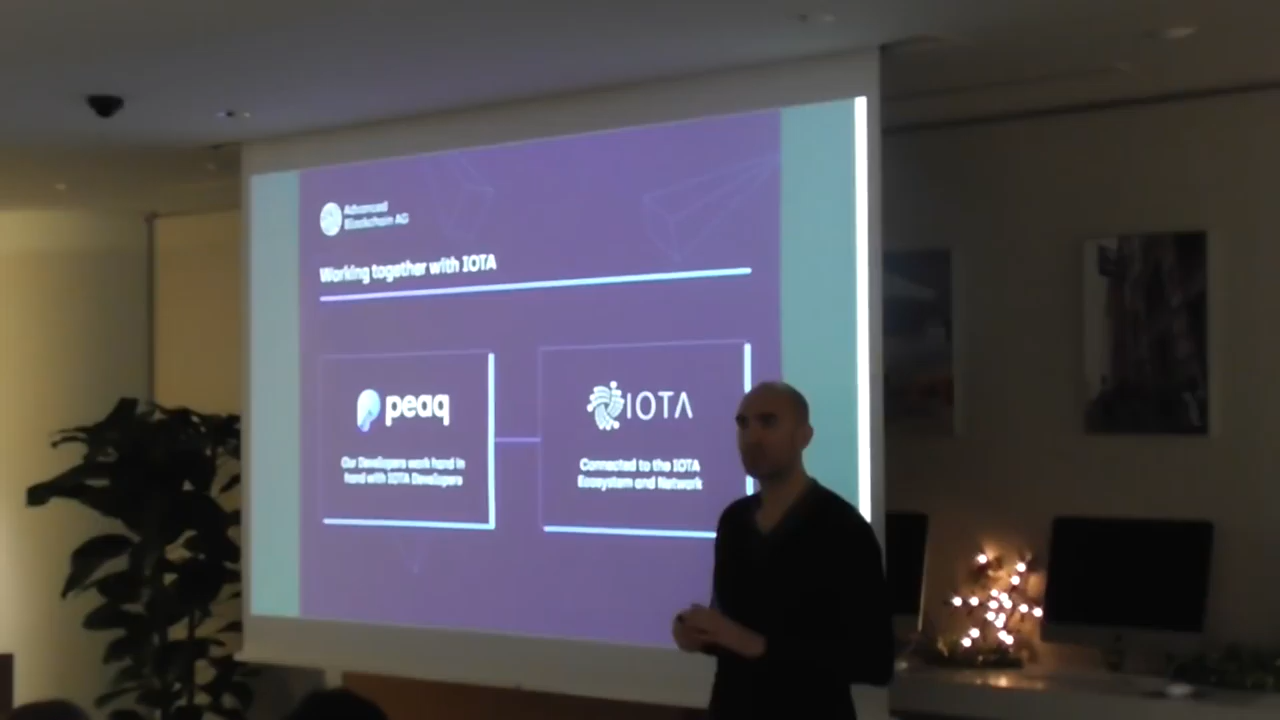 Advanced
Blockchain AG
Working together with IOTA
peaq
Our Developers work hand in
hand with IOTA Developers
IOTA
Connected to the IOTA
Ecosystem and Network